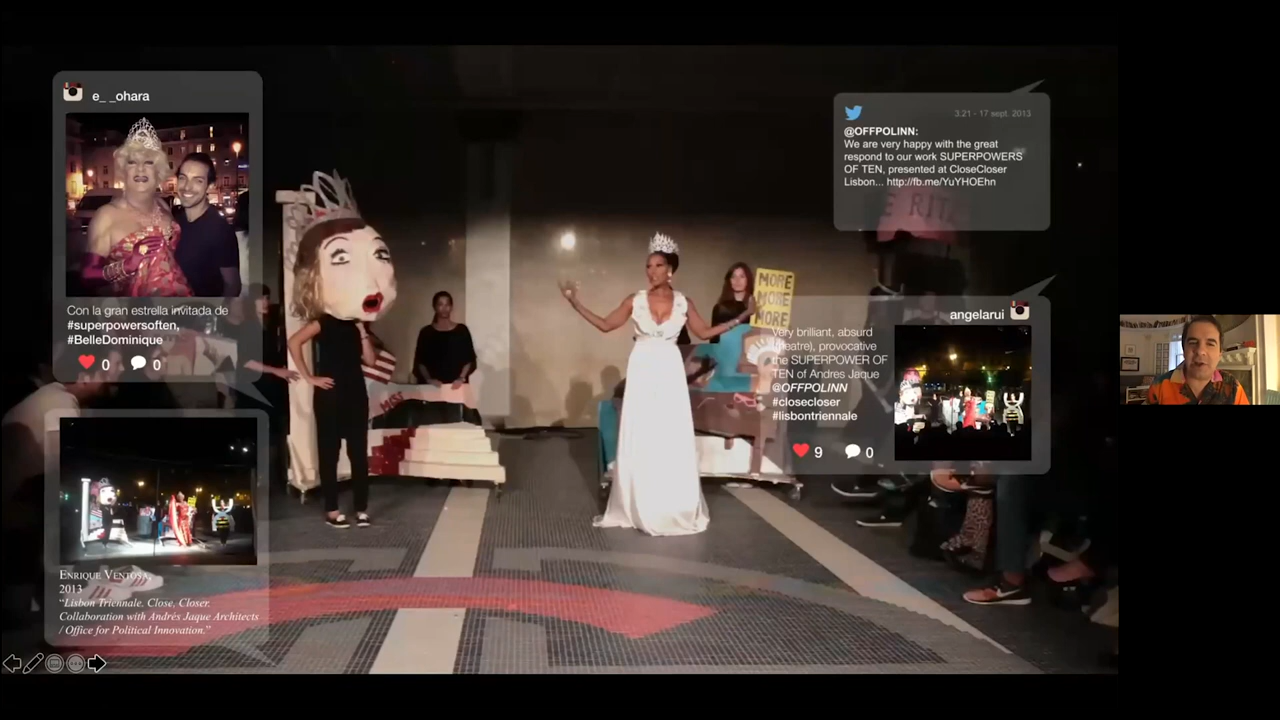 e_ _ohara
Con la gran estrella invitada de
#superpowersoften,
#BelleDominique
0
0
ENRIQUE VENTOSA,
2013
“Lisbon Triennale. Close, Closer.
Collaboration with Andrés Jaque Architects
/ Office for Political Innovation.”
MISS
MORE
MORE
MORE
3:21 - 17 sept. 2013
@OFFPOLINN:
We are very happy with the great
respond to our work SUPERPOWERS
OF TEN, presented at CloseCloser
Lisbon... http://fb.me/YuYHOEhn
angelarui
Very brilliant, absurd
(theatre), provocative
the SUPERPOWER OF
TEN of Andres Jaque
@OFFPOLINN
#closecloser
#lisbontriennale
9
0